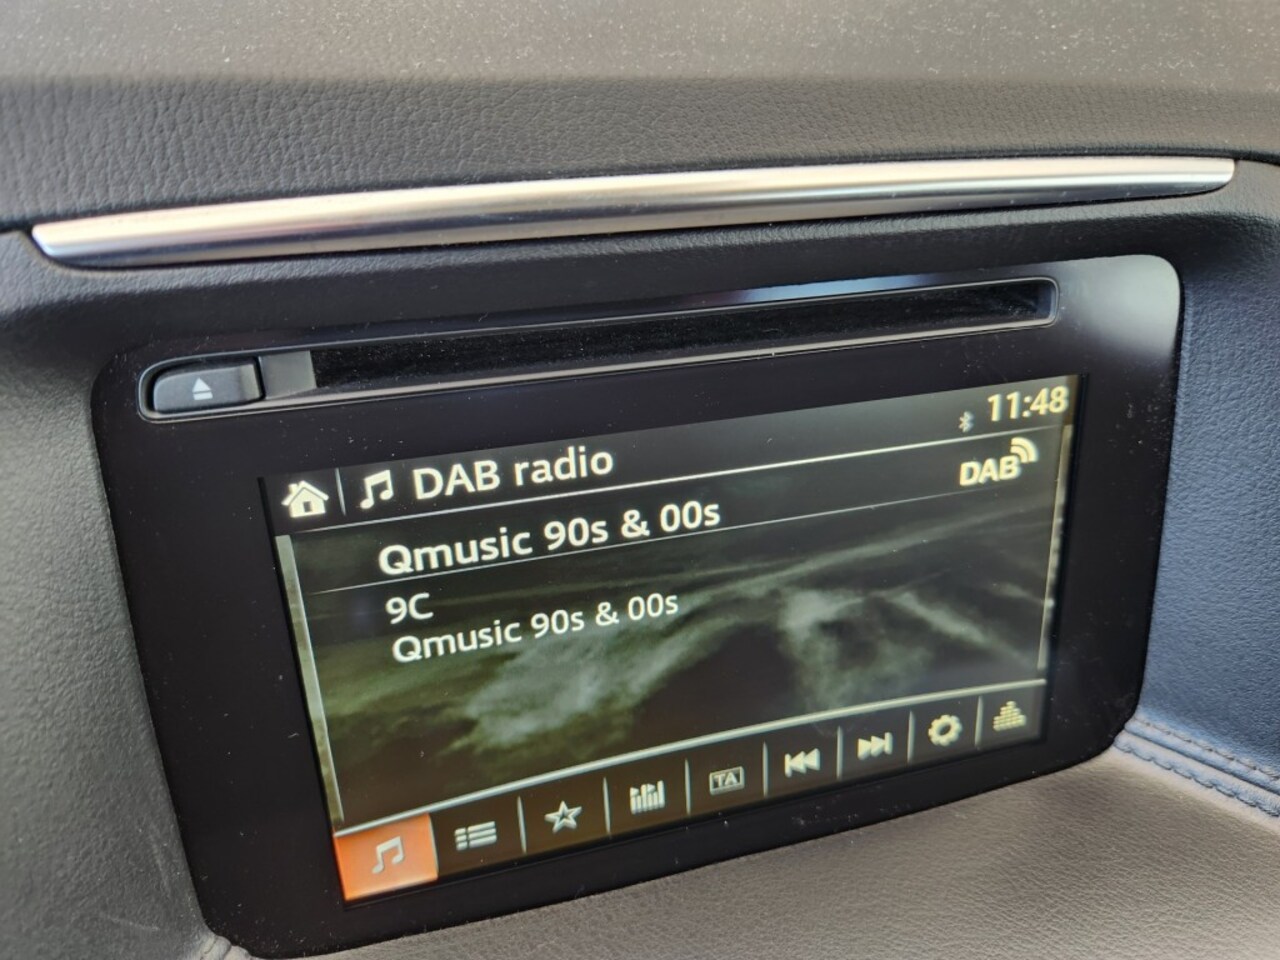 11:48
DAB radio
DAB
Qmusic 90s & 00s
9C
Qmusic 90s & 00s
TA